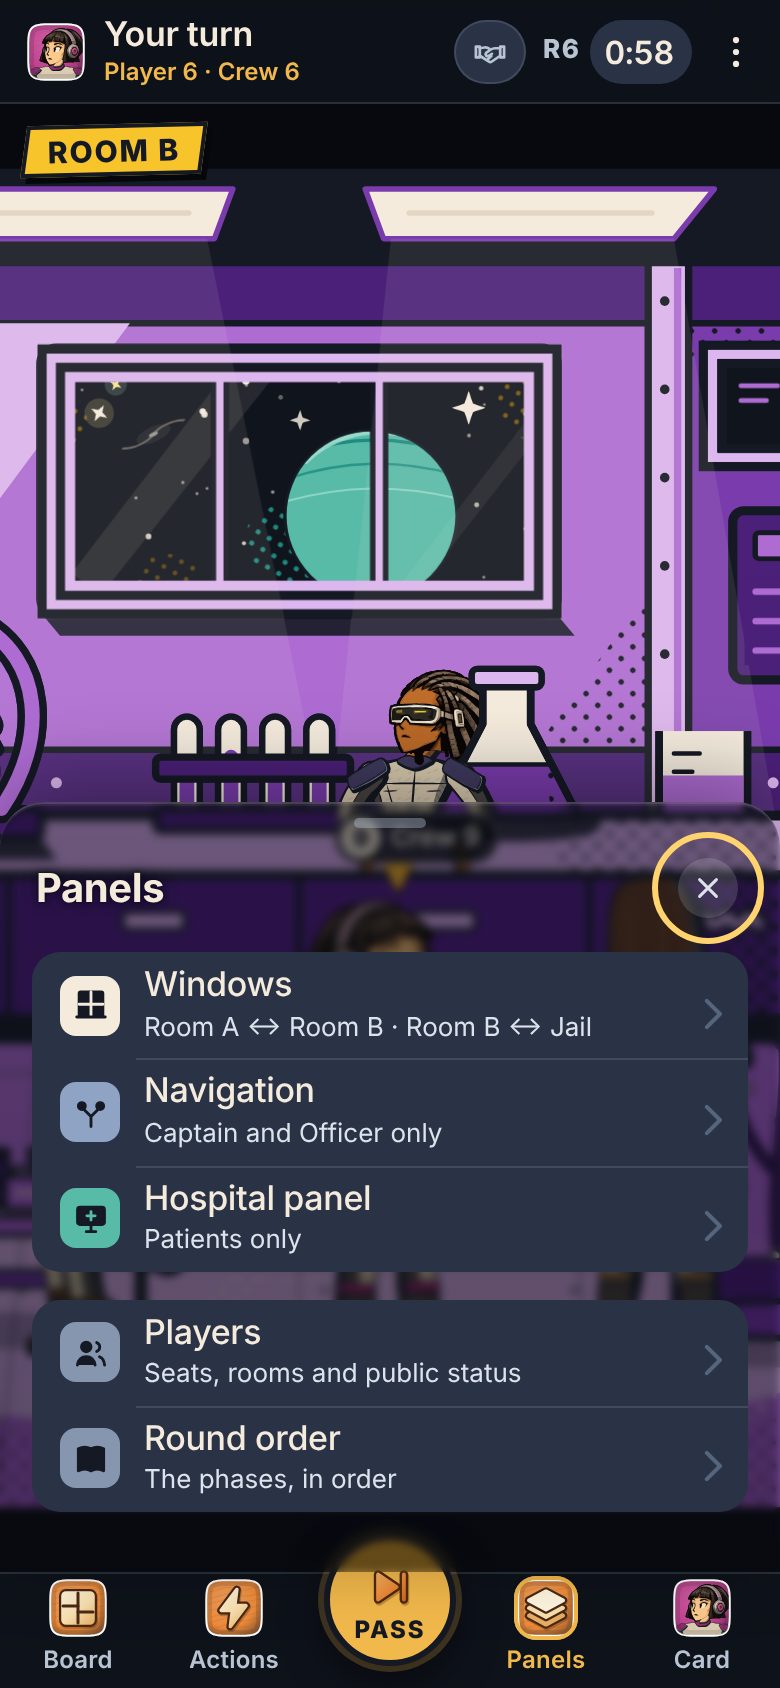 Your turn
Player 6 · Crew 6
R6
0:58
ROOM B
Panels
Windows
Room A ↔ Room B · Room B ↔ Jail
Navigation
Captain and Officer only
Hospital panel
Patients only
Players
Seats, rooms and public status
Round order
The phases, in order
PASS
Board
Actions
Panels
Card